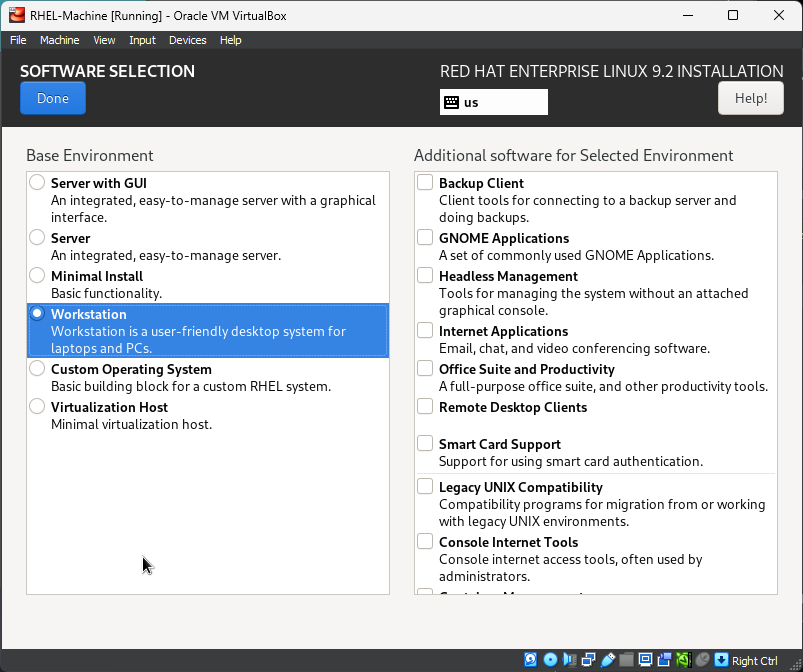 RHEL-Machine [Running] - Oracle VM VirtualBox
File Machine View Input Devices Help
SOFTWARE SELECTION
RED HAT ENTERPRISE LINUX 9.2 INSTALLATION
Done
us
Help!
Base Environment
Server with GUI
An integrated, easy-to-manage server with a graphical
interface.
Server
An integrated, easy-to-manage server.
Minimal Install
Basic functionality.
Workstation
Workstation is a user-friendly desktop system for
laptops and PCs.
Custom Operating System
Basic building block for a custom RHEL system.
Virtualization Host
Minimal virtualization host.
Additional software for Selected Environment
Backup Client
Client tools for connecting to a backup server and
doing backups.
GNOME Applications
A set of commonly used GNOME Applications.
Headless Management
Tools for managing the system without an attached
graphical console.
Internet Applications
Email, chat, and video conferencing software.
Office Suite and Productivity
A full-purpose office suite, and other productivity tools.
Remote Desktop Clients
Smart Card Support
Support for using smart card authentication.
Legacy UNIX Compatibility
Compatibility programs for migration from or working
with legacy UNIX environments.
Console Internet Tools
Console internet access tools, often used by
administrators.
Right Ctrl